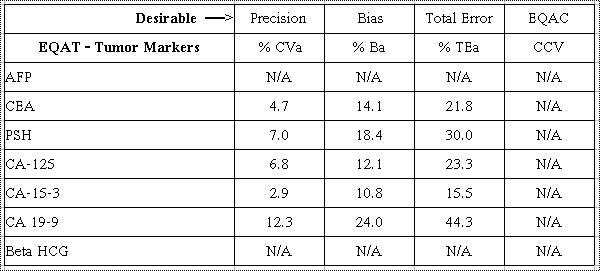 Desirable —> Precision Bias Total Error EQAC
EQAT - Tumor Markers % CVa % Ba % TEa CCV
AFP N/A N/A N/A N/A
CEA 4.7 14.1 21.8 N/A
PSH 7.0 18.4 30.0 N/A
CA-125 6.8 12.1 23.3 N/A
CA-15-3 2.9 10.8 15.5 N/A
CA 19-9 12.3 24.0 44.3 N/A
Beta HCG N/A N/A N/A N/A